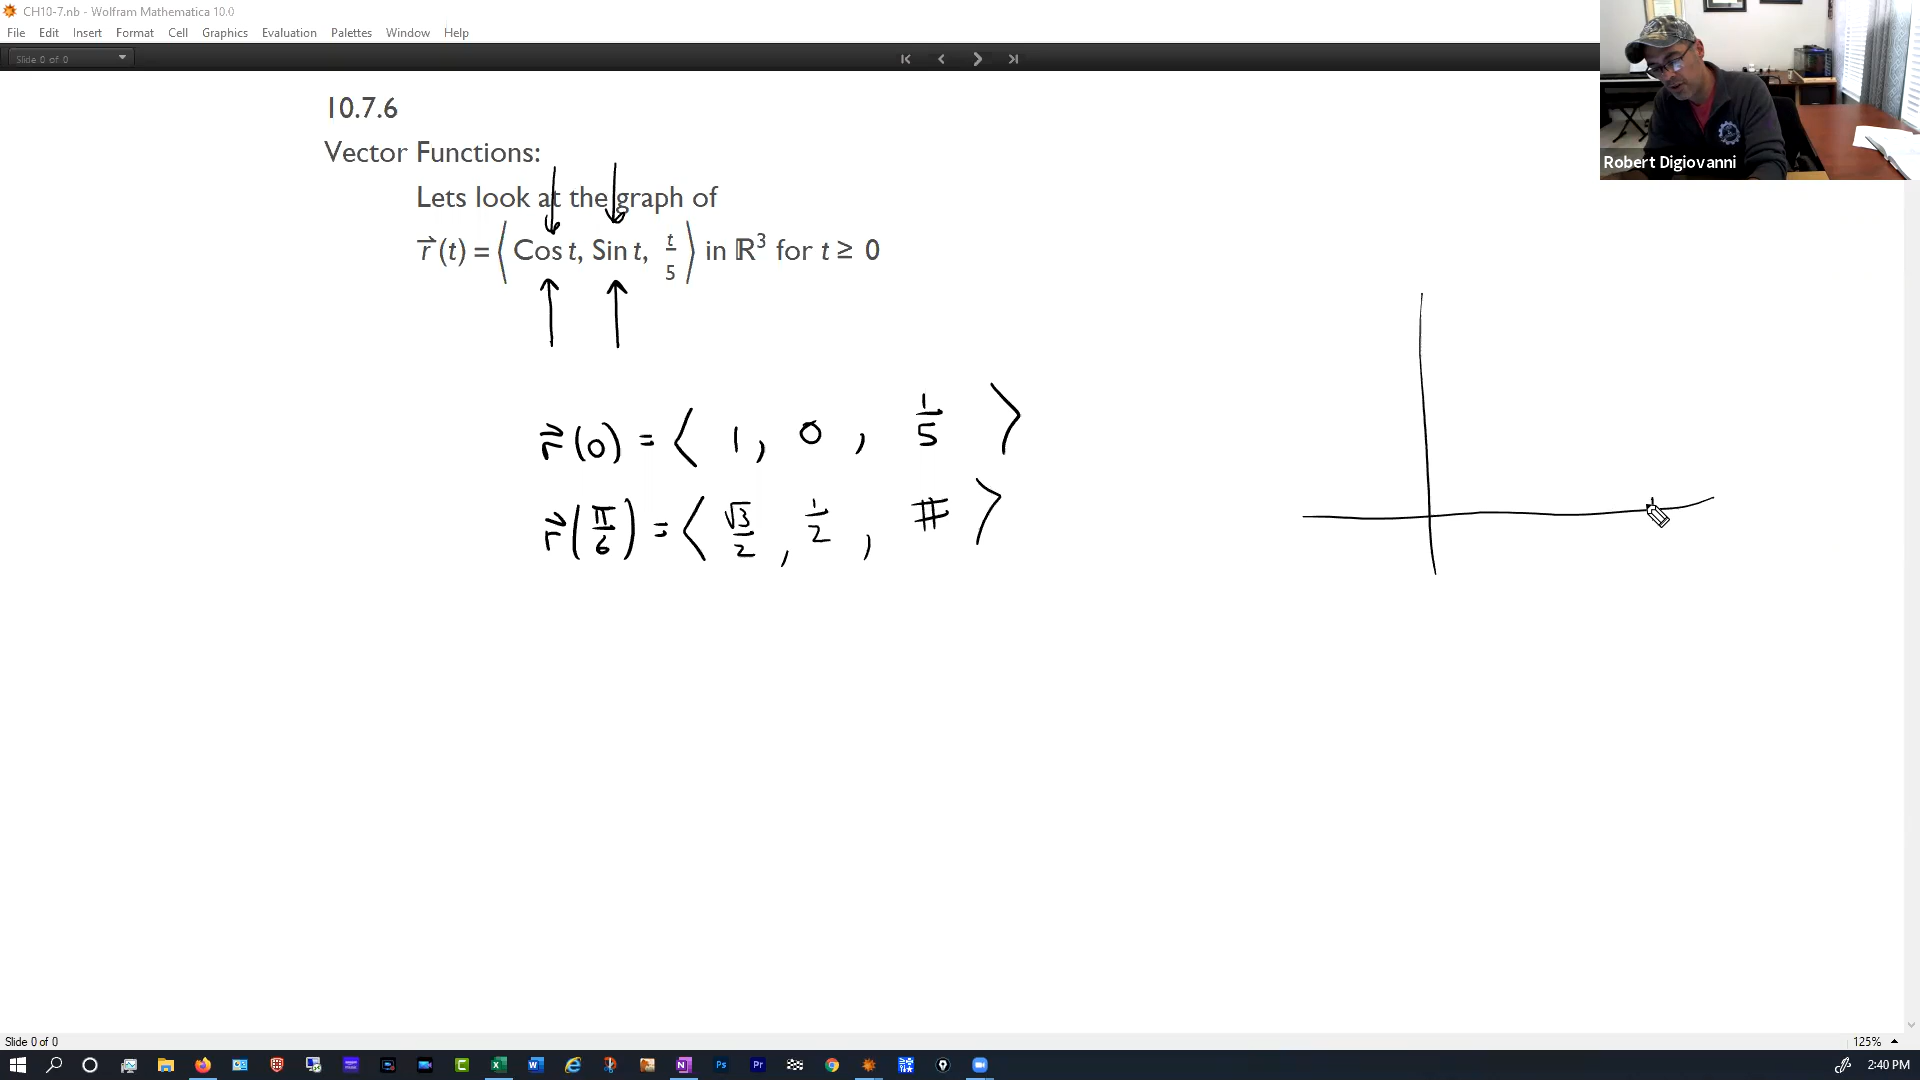 CH10-7.nb - Wolfram Mathematica 10.0
File Edit Insert Format Cell Graphics Evaluation Palettes Window Help
Slide 0 of 0
10.7.6
Vector Functions:
Lets look at the graph of
r⃗ (t) = ⟨ Cos t, Sin t, t/5 ⟩ in ℝ³ for t ≥ 0
r⃗(0) = ⟨ 1, 0, 1/5 ⟩
r⃗(π/6) = ⟨ √3/2, 1/2, # ⟩
Robert Digiovanni
Slide 0 of 0
125%
2:40 PM